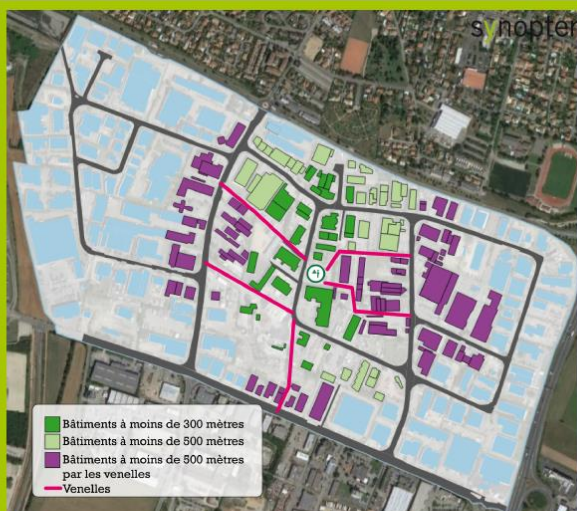 synopter
Bâtiments à moins de 300 mètres
Bâtiments à moins de 500 mètres
Bâtiments à moins de 500 mètres
par les venelles
Venelles